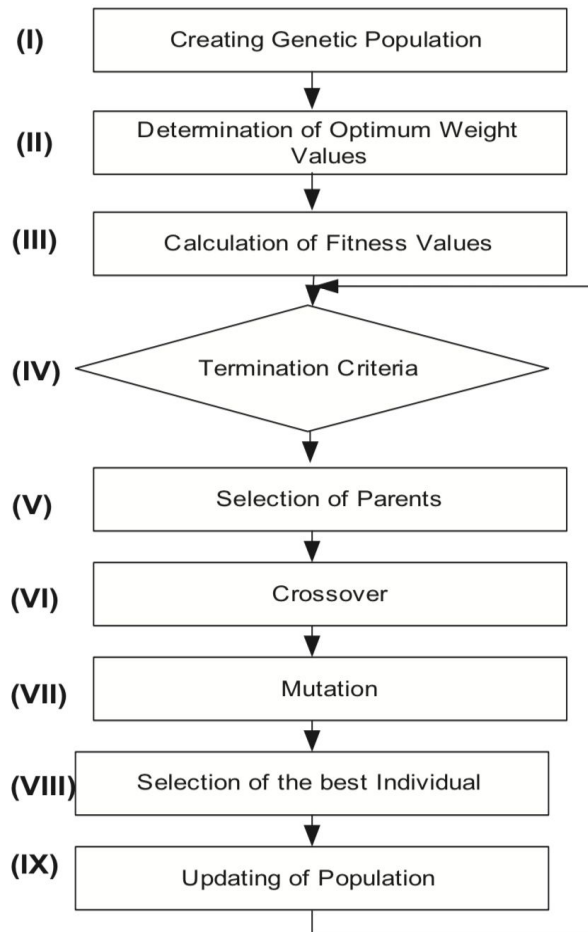 (I) Creating Genetic Population
(II) Determination of Optimum Weight
Values
(III) Calculation of Fitness Values
(IV) Termination Criteria
(V) Selection of Parents
(VI) Crossover
(VII) Mutation
(VIII) Selection of the best Individual
(IX) Updating of Population